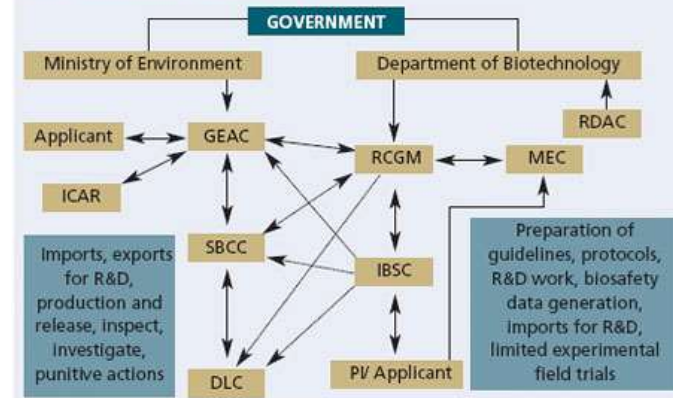 GOVERNMENT
Ministry of Environment
Department of Biotechnology
RDAC
Applicant
GEAC
RCGM
MEC
ICAR
SBCC
IBSC
DLC
PI/ Applicant
Imports, exports
for R&D,
production and
release, inspect,
investigate,
punitive actions
Preparation of
guidelines, protocols,
R&D work, biosafety
data generation,
imports for R&D,
limited experimental
field trials